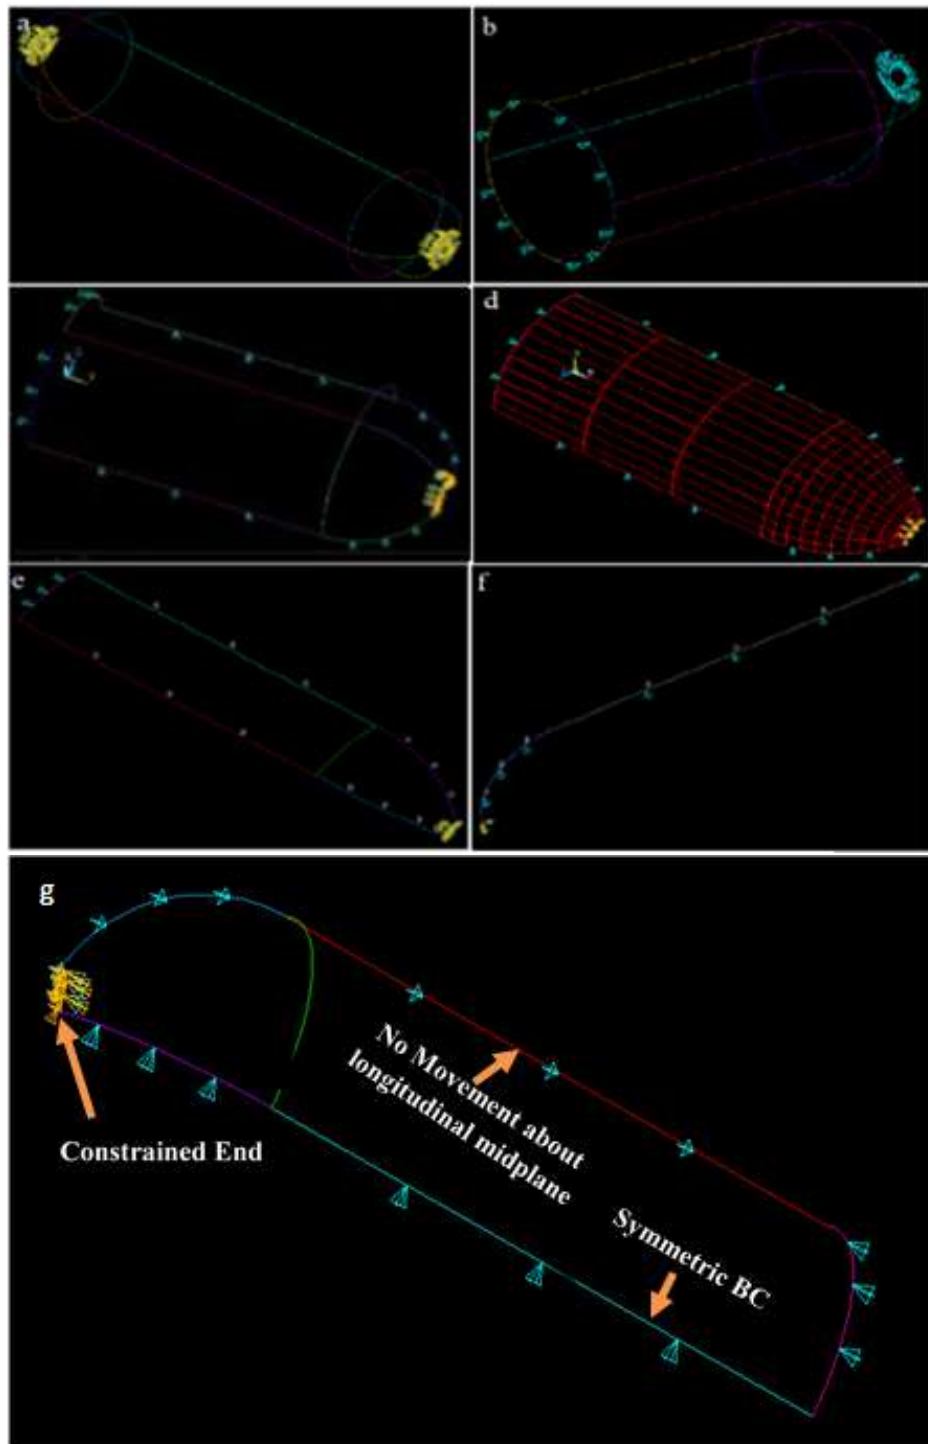 a
b
d
e
f
g
No Movement about
longitudinal midplane
Constrained End
Symmetric BC